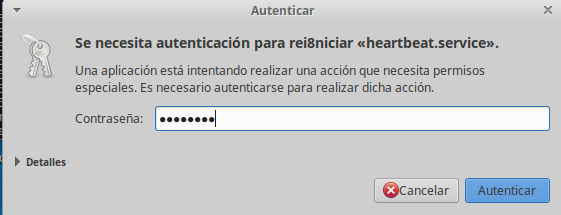 Autenticar
Se necesita autenticación para rei8niciar «heartbeat.service».
Una aplicación está intentando realizar una acción que necesita permisos
especiales. Es necesario autenticarse para realizar dicha acción.
Contraseña: ••••••••
Detalles
Cancelar Autenticar